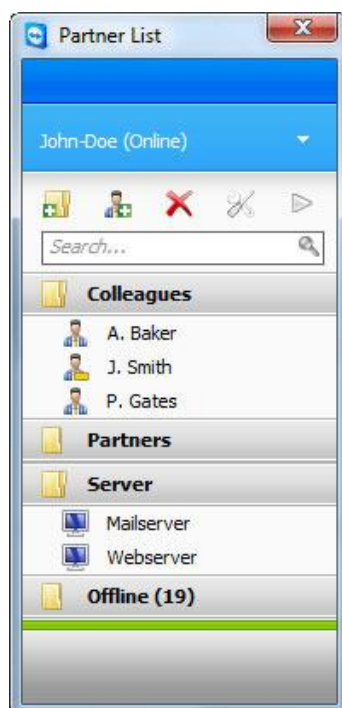 Partner List
John-Doe (Online)
Search...
Colleagues
A. Baker
J. Smith
P. Gates
Partners
Server
Mailserver
Webserver
Offline (19)